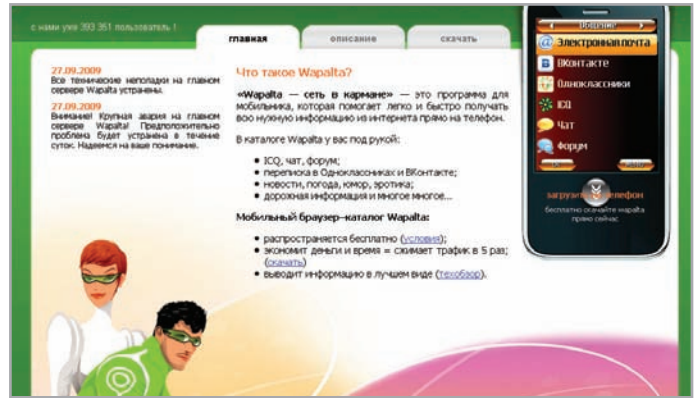 с нами уже 393 361 пользователь !
главная
описание
скачать
27.09.2009
Все технические неполадки на главном
сервере Wapalta устранены.
27.09.2009
Внимание! Крупная авария на главном
сервере Wapalta! Предположительно
проблема будет устранена в течение
суток. Надеемся на ваше понимание.
Что такое Wapalta?
«Wapalta — сеть в кармане» — это программа для
мобильника, которая помогает легко и быстро получать
всю нужную информацию из интернета прямо на телефон.
В каталоге Wapalta у вас под рукой:
• ICQ, чат, форум;
• переписка в Одноклассниках и ВКонтакте;
• новости, погода, юмор, эротика;
• дорожная информация и многое многое...
Мобильный браузер–каталог Wapalta:
• распространяется бесплатно (условия);
• экономит деньги и время = сжимает трафик в 5 раз;
(скачать)
• выводит информацию в лучшем виде (техобзор).
Общение
Электронная почта
ВКонтакте
Одноклассники
ICQ
Чат
Форум
бесплатно скачайте wapalta
прямо сейчас